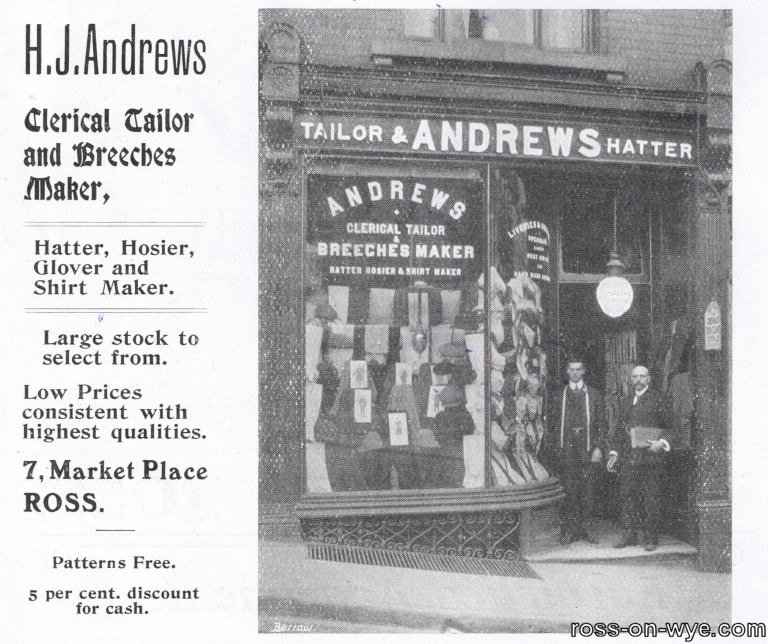 H.J.Andrews
Clerical Tailor
and Breeches
Maker,
Hatter, Hosier,
Glover and
Shirt Maker.
Large stock to
select from.
Low Prices
consistent with
highest qualities.
7, Market Place
ROSS.
Patterns Free.
5 per cent. discount
for cash.
TAILOR & ANDREWS HATTER
ANDREWS
CLERICAL TAILOR
&
BREECHES MAKER
HATTER HOSIER & SHIRT MAKER
LIVERIES &
Burrow
ross-on-wye.com